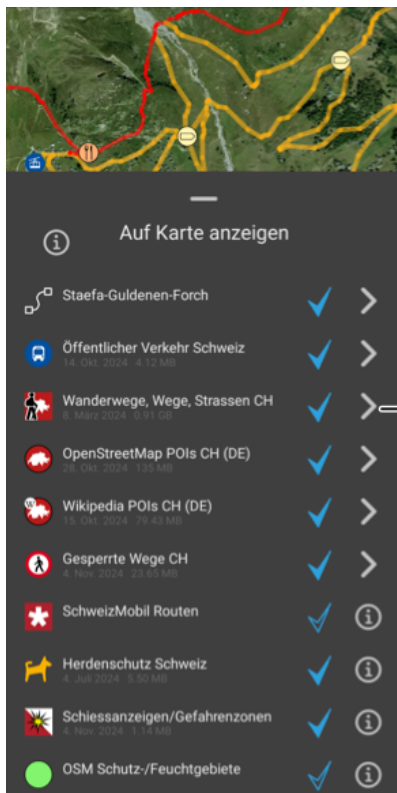 Auf Karte anzeigen
Staefa-Guldenen-Forch
Öffentlicher Verkehr Schweiz
14. Okt. 2024 4.12 MB
Wanderwege, Wege, Strassen CH
8. März 2024 0.91 GB
OpenStreetMap POIs CH (DE)
28. Okt. 2024 135 MB
W
Wikipedia POIs CH (DE)
15. Okt. 2024 79.43 MB
Gesperrte Wege CH
4. Nov. 2024 23.65 MB
SchweizMobil Routen
Herdenschutz Schweiz
4. Juli 2024 5.50 MB
Schiessanzeigen/Gefahrenzonen
4. Nov. 2024 1.14 MB
OSM Schutz-/Feuchtgebiete